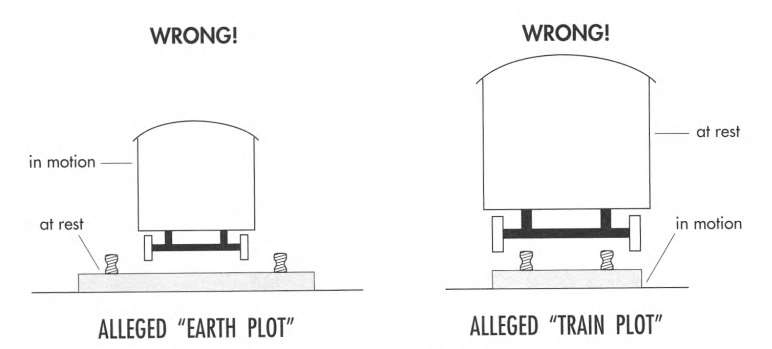 WRONG!
in motion
at rest
ALLEGED "EARTH PLOT"
WRONG!
at rest
in motion
ALLEGED "TRAIN PLOT"